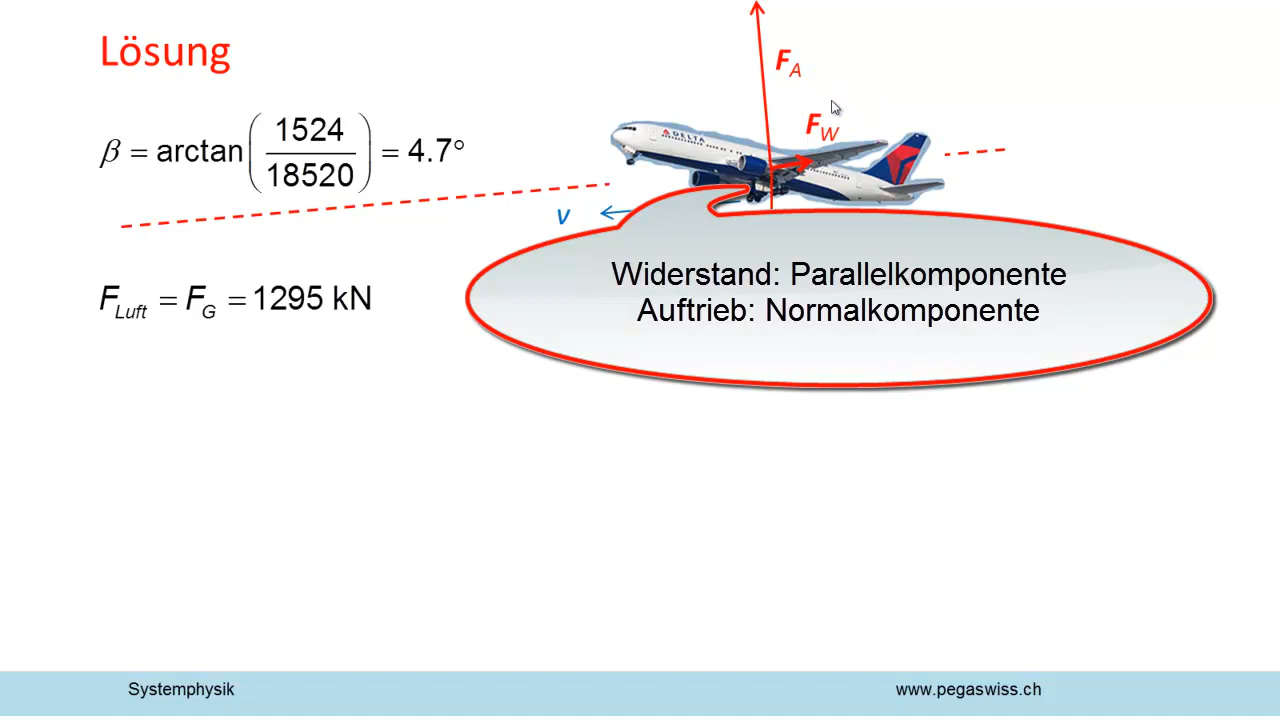 Lösung
F_A
F_W
β = arctan(1524/18520) = 4.7°
DELTA
v
Widerstand: Parallelkomponente
F_Luft = F_G = 1295 kN
Auftrieb: Normalkomponente
Systemphysik
www.pegaswiss.ch